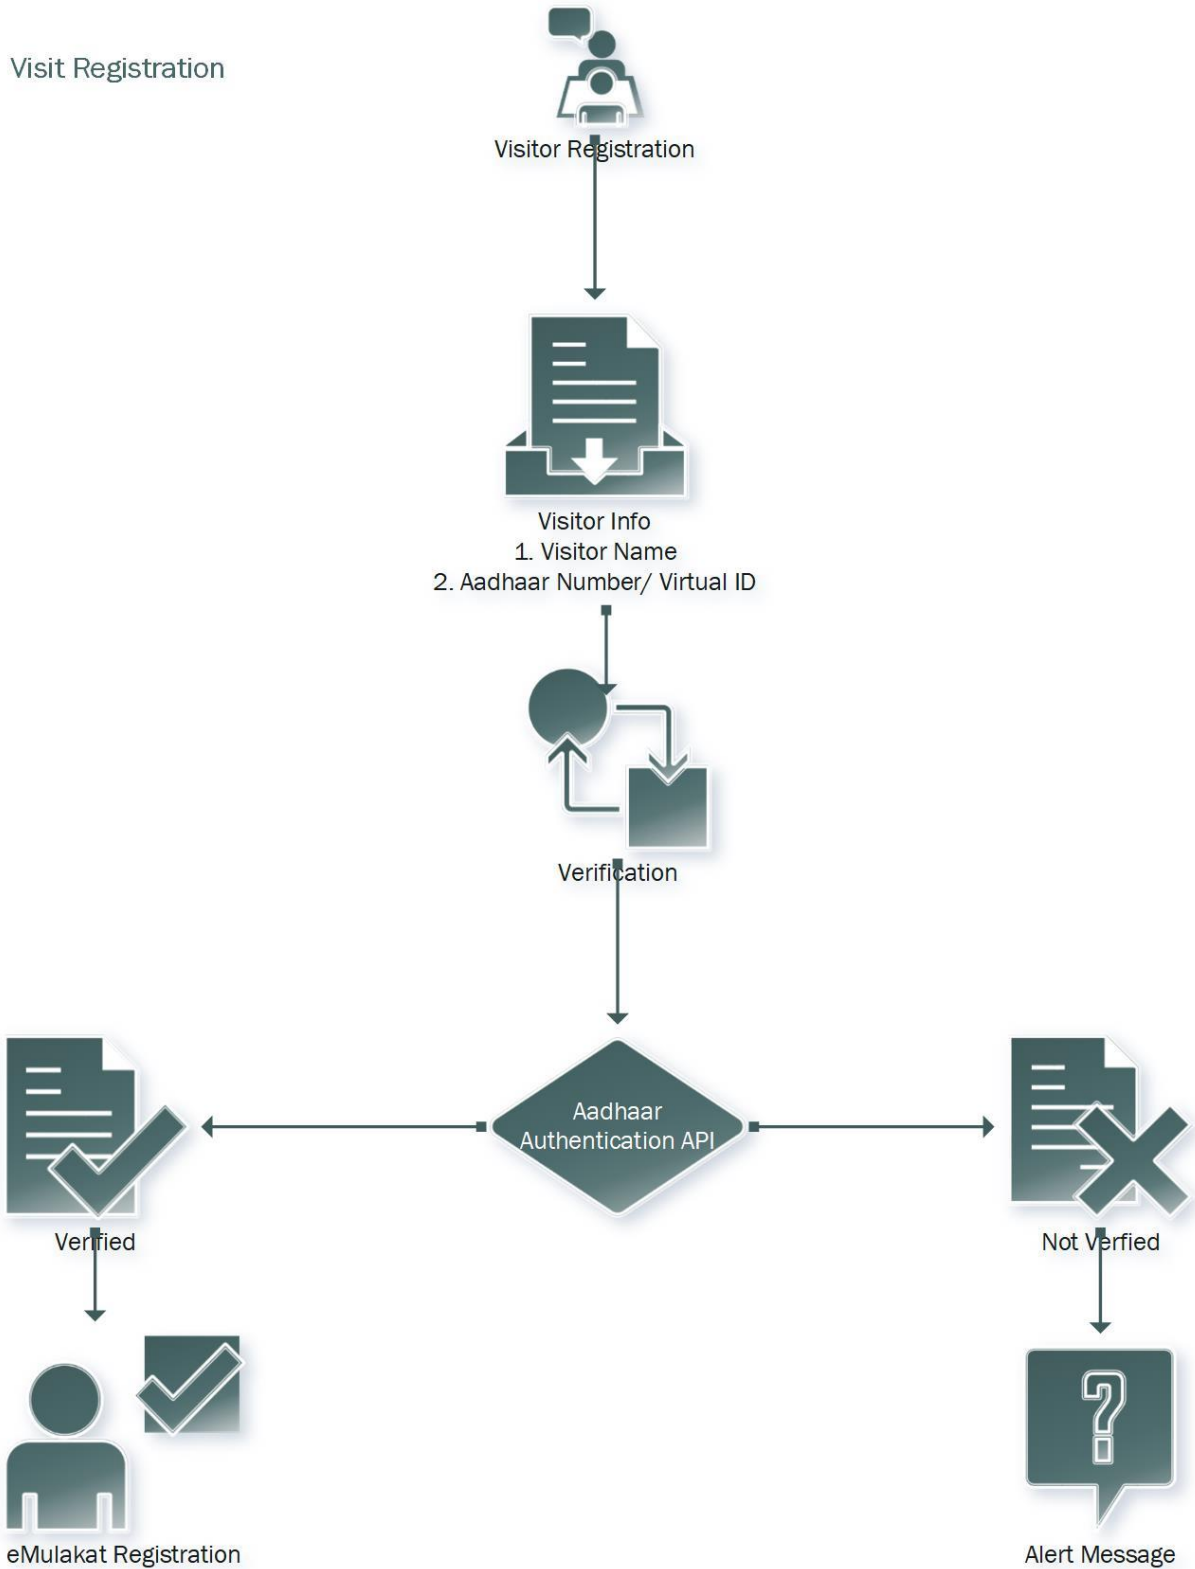 Visit Registration
Visitor Registration
Visitor Info
1. Visitor Name
2. Aadhaar Number/ Virtual ID
Verification
Aadhaar
Authentication API
Verified
Not Verfied
eMulakat Registration
Alert Message